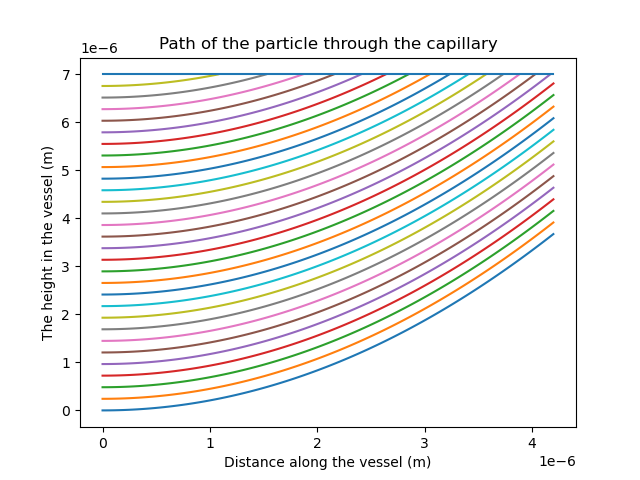 Path of the particle through the capillary
1e−6
The height in the vessel (m)
7
6
5
4
3
2
1
0
0 1 2 3 4
1e−6
Distance along the vessel (m)